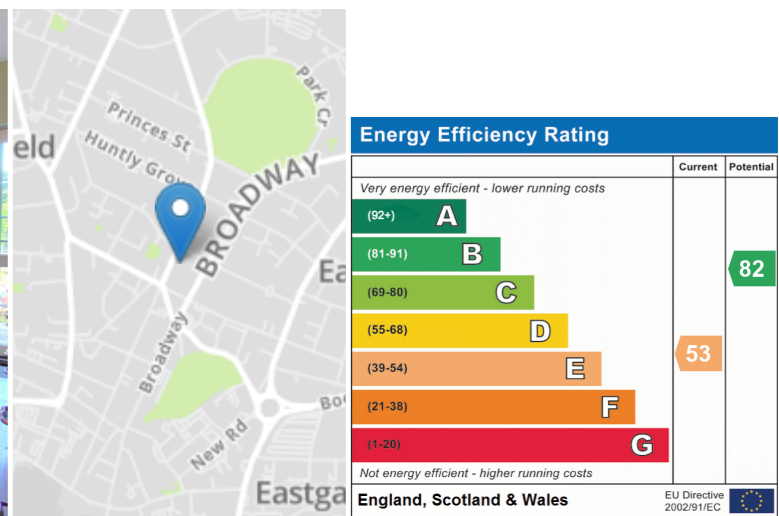 Park Cr
Princes St
eld
Huntly Grov
BROADWAY
Ea
Broadway
Boo
New Rd
Eastga
Energy Efficiency Rating
Current Potential
Very energy efficient - lower running costs
(92+) A
(81-91) B
82
(69-80) C
(55-68) D
53
(39-54) E
(21-38) F
(1-20) G
Not energy efficient - higher running costs
England, Scotland & Wales
EU Directive
2002/91/EC